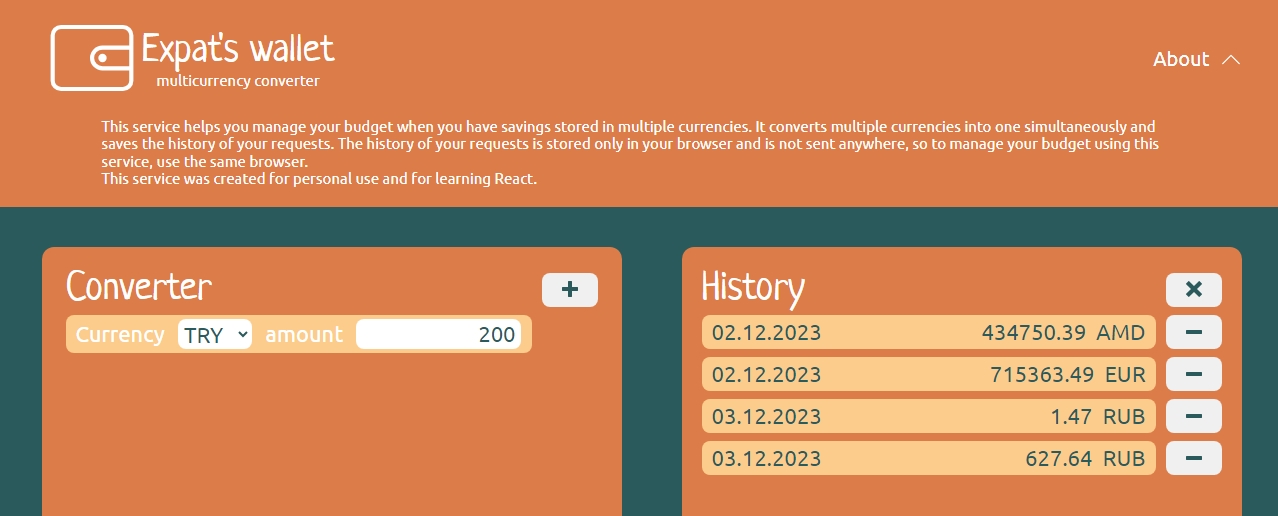 Expat's wallet
multicurrency converter
About
This service helps you manage your budget when you have savings stored in multiple currencies. It converts multiple currencies into one simultaneously and
saves the history of your requests. The history of your requests is stored only in your browser and is not sent anywhere, so to manage your budget using this
service, use the same browser.
This service was created for personal use and for learning React.
Converter
Currency TRY amount 200
History
02.12.2023 434750.39 AMD
02.12.2023 715363.49 EUR
03.12.2023 1.47 RUB
03.12.2023 627.64 RUB